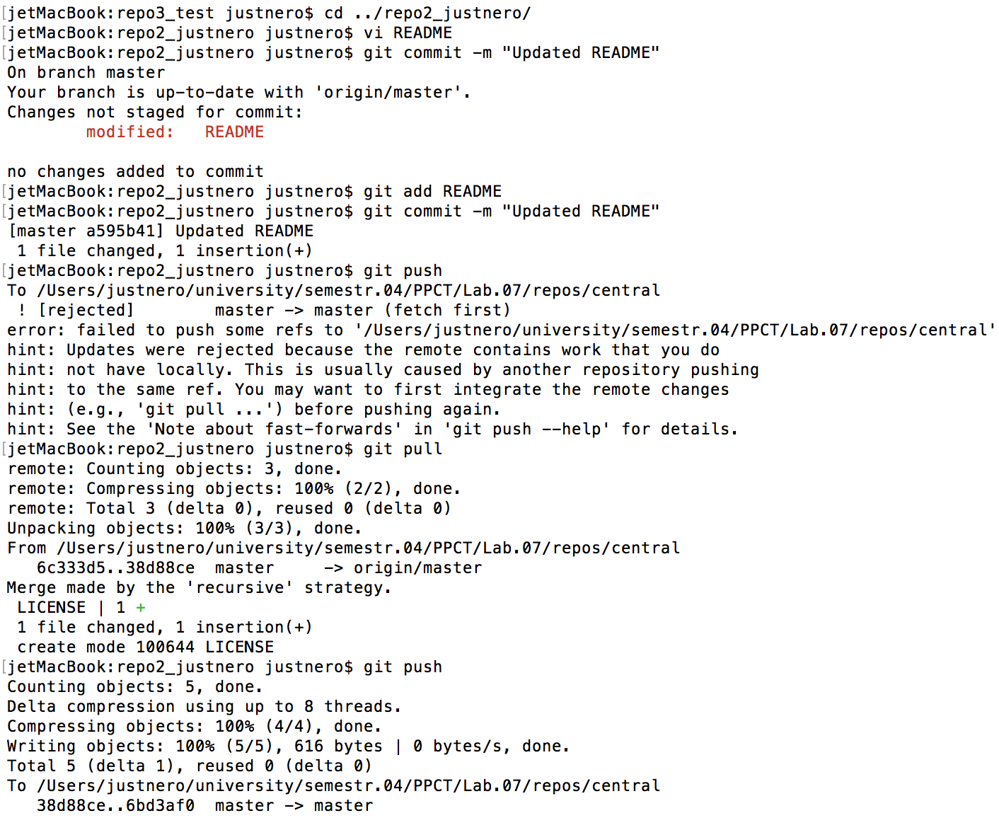 [jetMacBook:repo3_test justnero$ cd ../repo2_justnero/
[jetMacBook:repo2_justnero justnero$ vi README
[jetMacBook:repo2_justnero justnero$ git commit -m "Updated README"
On branch master
Your branch is up-to-date with 'origin/master'.
Changes not staged for commit:
        modified:   README

no changes added to commit
[jetMacBook:repo2_justnero justnero$ git add README
[jetMacBook:repo2_justnero justnero$ git commit -m "Updated README"
[master a595b41] Updated README
 1 file changed, 1 insertion(+)
[jetMacBook:repo2_justnero justnero$ git push
To /Users/justnero/university/semestr.04/PPCT/Lab.07/repos/central
 ! [rejected]        master -> master (fetch first)
error: failed to push some refs to '/Users/justnero/university/semestr.04/PPCT/Lab.07/repos/central'
hint: Updates were rejected because the remote contains work that you do
hint: not have locally. This is usually caused by another repository pushing
hint: to the same ref. You may want to first integrate the remote changes
hint: (e.g., 'git pull ...') before pushing again.
hint: See the 'Note about fast-forwards' in 'git push --help' for details.
[jetMacBook:repo2_justnero justnero$ git pull
remote: Counting objects: 3, done.
remote: Compressing objects: 100% (2/2), done.
remote: Total 3 (delta 0), reused 0 (delta 0)
Unpacking objects: 100% (3/3), done.
From /Users/justnero/university/semestr.04/PPCT/Lab.07/repos/central
   6c333d5..38d88ce  master     -> origin/master
Merge made by the 'recursive' strategy.
 LICENSE | 1 +
 1 file changed, 1 insertion(+)
 create mode 100644 LICENSE
[jetMacBook:repo2_justnero justnero$ git push
Counting objects: 5, done.
Delta compression using up to 8 threads.
Compressing objects: 100% (4/4), done.
Writing objects: 100% (5/5), 616 bytes | 0 bytes/s, done.
Total 5 (delta 1), reused 0 (delta 0)
To /Users/justnero/university/semestr.04/PPCT/Lab.07/repos/central
   38d88ce..6bd3af0  master -> master